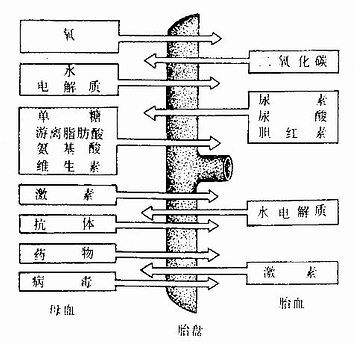 氧
二氧化碳
水
电解质
尿素
尿酸
胆红素
单糖
游离脂肪酸
氨基酸
维生素
激素
水电解质
抗体
药物
激素
病毒
母血
胎血
胎盘